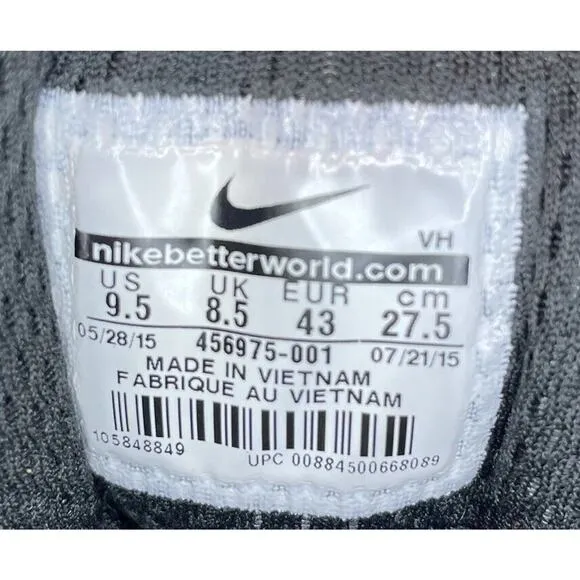 VH
nikebetterworld.com
US UK EUR cm
9.5 8.5 43 27.5
05/28/15 456975-001 07/21/15
MADE IN VIETNAM
FABRIQUE AU VIETNAM
105848849
UPC 00884500668089